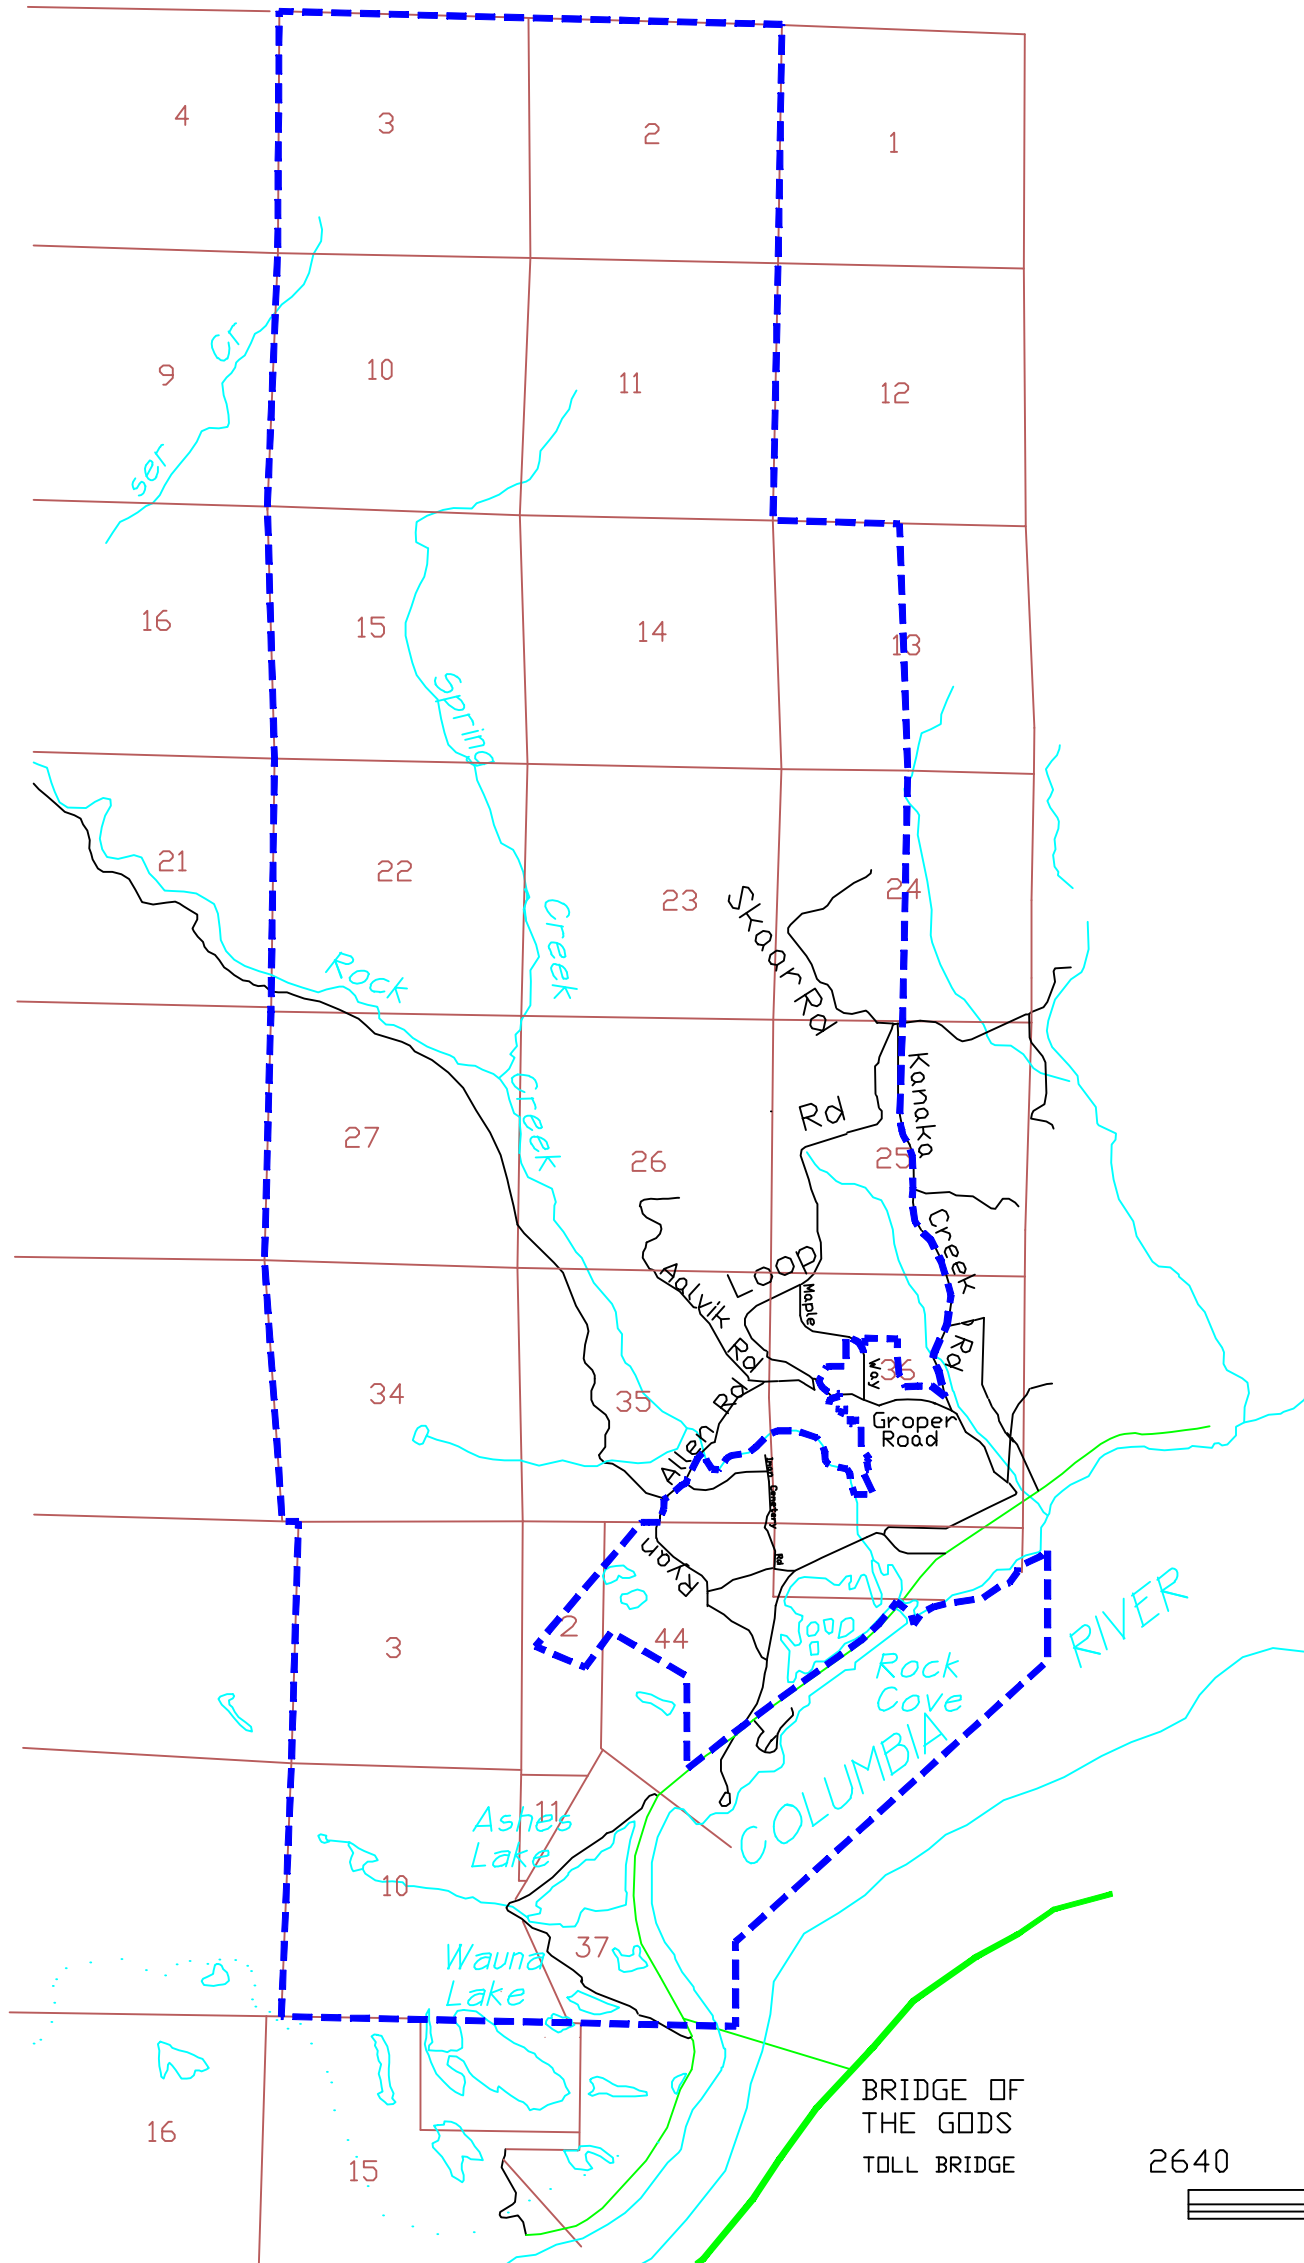 4
3
2
1
Cr
ser
9
10
11
12
16
15
14
13
Spring
21
22
23
24
Skaar Rd
Creek
Rock
Creek
Kanaka
Creek
Rd
27
26
25
Rd
Loop
Aalvik
Rd
Maple
Way
34
35
36
Allen Rd
Groper
Road
Iman Cemetery
Rd
Ryan
3
2
44
Rock
Cove
COLUMBIA
RIVER
11
Ashes
Lake
10
37
Wauna
Lake
16
15
BRIDGE OF
THE GODS
TOLL BRIDGE
2640